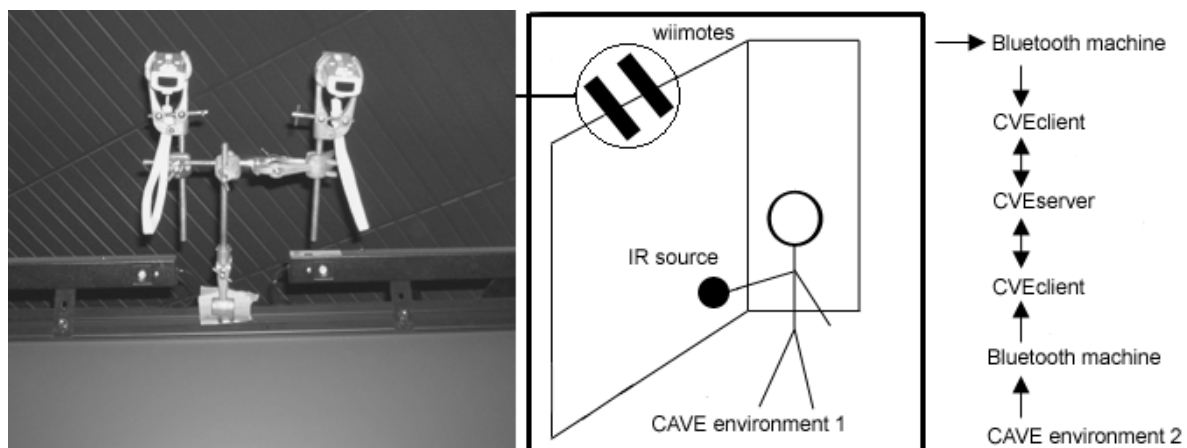 wiimotes
IR source
CAVE environment 1
Bluetooth machine
CVEclient
CVEserver
CVEclient
Bluetooth machine
CAVE environment 2